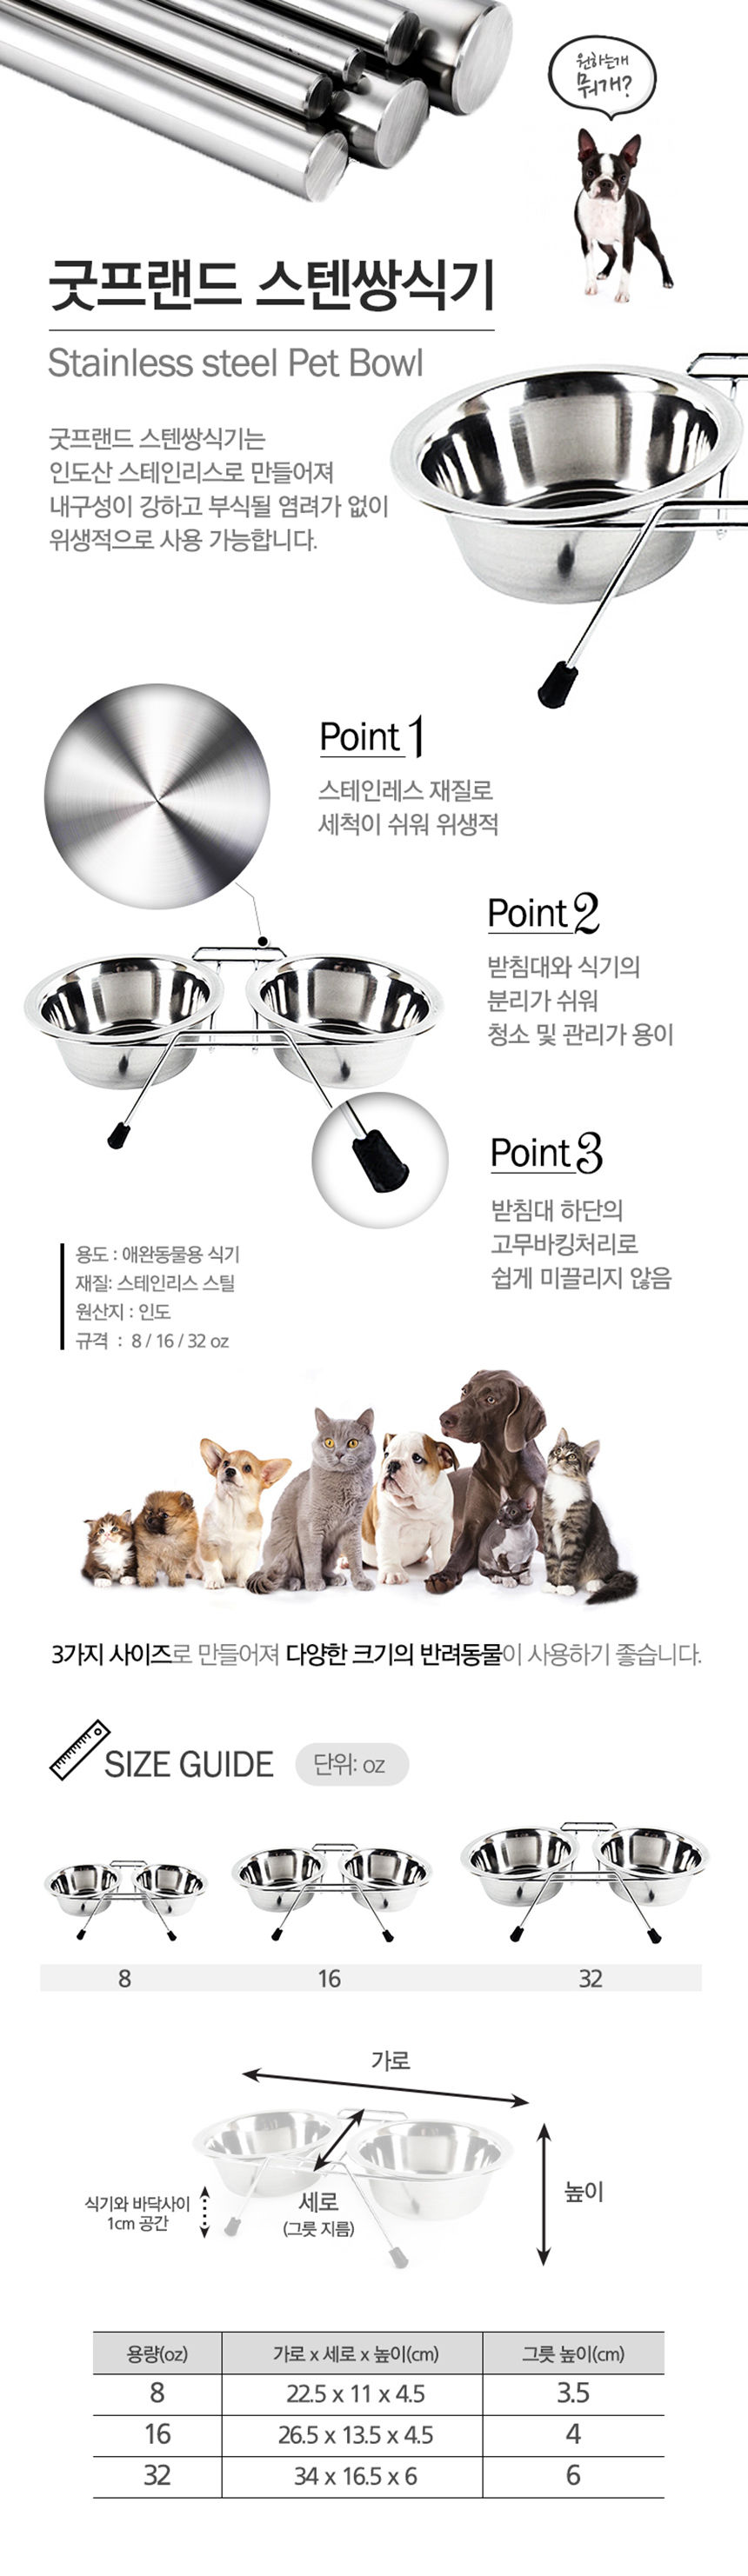 원하는개
뭐개?
굿프랜드 스텐쌍식기
Stainless steel Pet Bowl
굿프랜드 스텐쌍식기는
인도산 스테인리스로 만들어져
내구성이 강하고 부식될 염려가 없이
위생적으로 사용 가능합니다.
Point 1
스테인레스 재질로
세척이 쉬워 위생적
Point 2
받침대와 식기의
분리가 쉬워
청소 및 관리가 용이
Point 3
받침대 하단의
고무바킹처리로
쉽게 미끌리지 않음
용도 : 애완동물용 식기
재질: 스테인리스 스틸
원산지 : 인도
규격 : 8 / 16 / 32 oz
3가지 사이즈로 만들어져 다양한 크기의 반려동물이 사용하기 좋습니다.
SIZE GUIDE 단위: oz
8 16 32
가로
높이
세로
(그릇 지름)
식기와 바닥사이
1cm 공간
용량(oz) 가로 x 세로 x 높이(cm) 그릇 높이(cm)
8 22.5 x 11 x 4.5 3.5
16 26.5 x 13.5 x 4.5 4
32 34 x 16.5 x 6 6